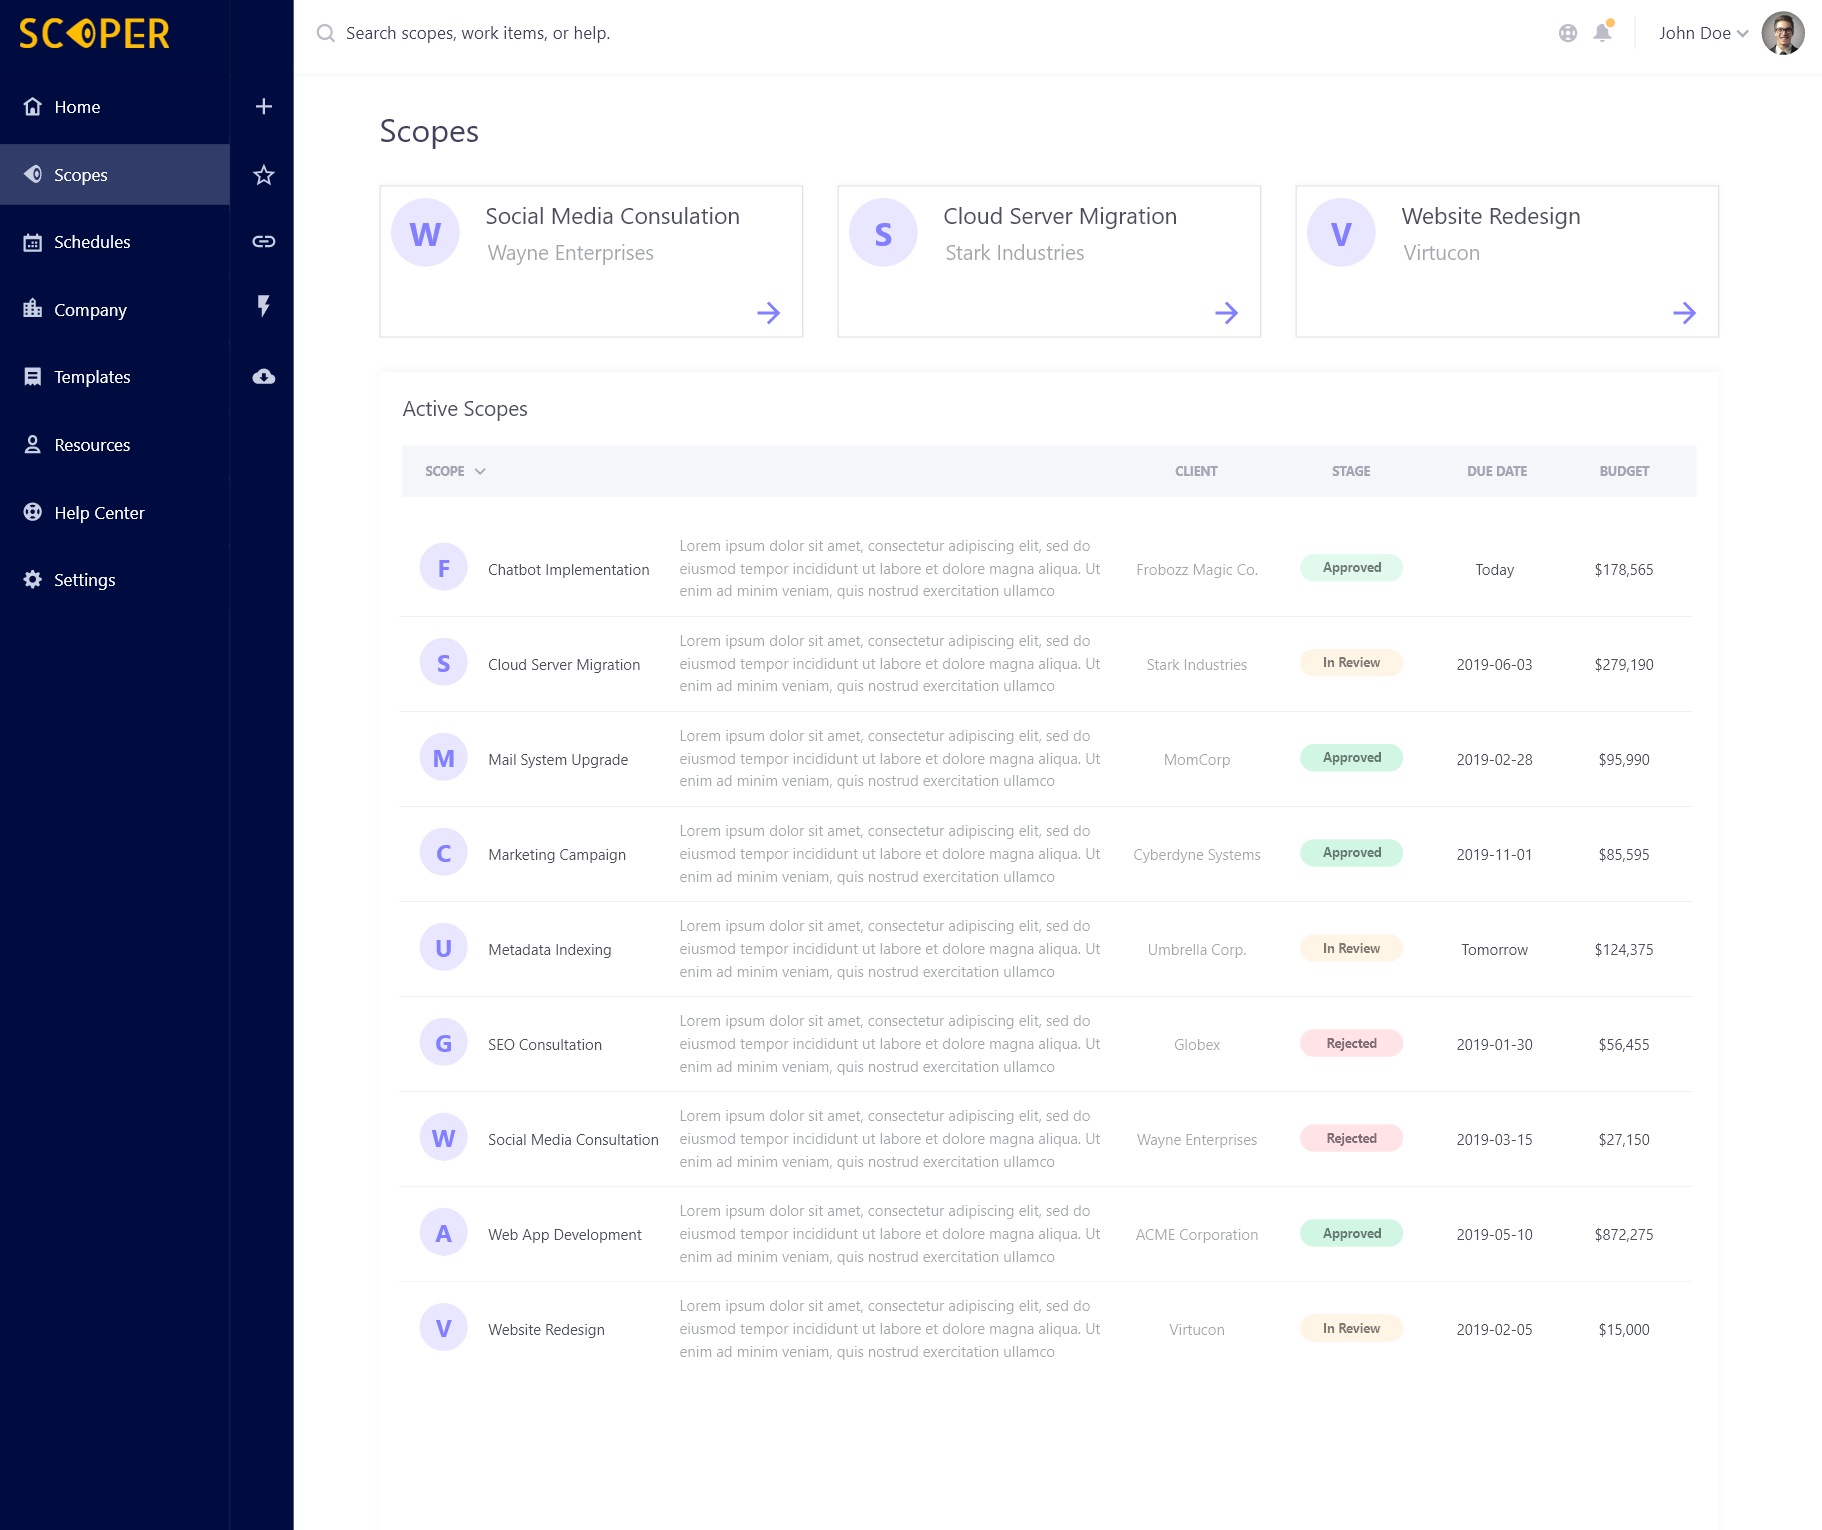 SCOPER
Search scopes, work items, or help.
John Doe
Home
Scopes
Schedules
Company
Templates
Resources
Help Center
Settings
Scopes
W
Social Media Consulation
Wayne Enterprises
S
Cloud Server Migration
Stark Industries
V
Website Redesign
Virtucon
Active Scopes
SCOPE CLIENT STAGE DUE DATE BUDGET
Lorem ipsum dolor sit amet, consectetur adipiscing elit, sed do
F Chatbot Implementation eiusmod tempor incididunt ut labore et dolore magna aliqua. Ut Frobozz Magic Co. Approved Today $178,565
enim ad minim veniam, quis nostrud exercitation ullamco
Lorem ipsum dolor sit amet, consectetur adipiscing elit, sed do
S Cloud Server Migration eiusmod tempor incididunt ut labore et dolore magna aliqua. Ut Stark Industries In Review 2019-06-03 $279,190
enim ad minim veniam, quis nostrud exercitation ullamco
Lorem ipsum dolor sit amet, consectetur adipiscing elit, sed do
M Mail System Upgrade eiusmod tempor incididunt ut labore et dolore magna aliqua. Ut MomCorp Approved 2019-02-28 $95,990
enim ad minim veniam, quis nostrud exercitation ullamco
Lorem ipsum dolor sit amet, consectetur adipiscing elit, sed do
C Marketing Campaign eiusmod tempor incididunt ut labore et dolore magna aliqua. Ut Cyberdyne Systems Approved 2019-11-01 $85,595
enim ad minim veniam, quis nostrud exercitation ullamco
Lorem ipsum dolor sit amet, consectetur adipiscing elit, sed do
U Metadata Indexing eiusmod tempor incididunt ut labore et dolore magna aliqua. Ut Umbrella Corp. In Review Tomorrow $124,375
enim ad minim veniam, quis nostrud exercitation ullamco
Lorem ipsum dolor sit amet, consectetur adipiscing elit, sed do
G SEO Consultation eiusmod tempor incididunt ut labore et dolore magna aliqua. Ut Globex Rejected 2019-01-30 $56,455
enim ad minim veniam, quis nostrud exercitation ullamco
Lorem ipsum dolor sit amet, consectetur adipiscing elit, sed do
W Social Media Consultation eiusmod tempor incididunt ut labore et dolore magna aliqua. Ut Wayne Enterprises Rejected 2019-03-15 $27,150
enim ad minim veniam, quis nostrud exercitation ullamco
Lorem ipsum dolor sit amet, consectetur adipiscing elit, sed do
A Web App Development eiusmod tempor incididunt ut labore et dolore magna aliqua. Ut ACME Corporation Approved 2019-05-10 $872,275
enim ad minim veniam, quis nostrud exercitation ullamco
Lorem ipsum dolor sit amet, consectetur adipiscing elit, sed do
V Website Redesign eiusmod tempor incididunt ut labore et dolore magna aliqua. Ut Virtucon In Review 2019-02-05 $15,000
enim ad minim veniam, quis nostrud exercitation ullamco